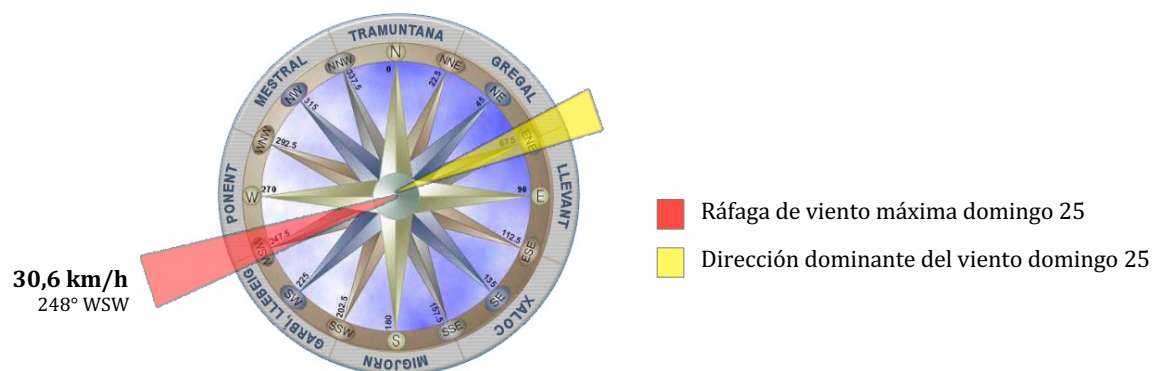 TRAMUNTANA
MESTRAL
GREGAL
NNW
N
NNE
337.5
0
22.5
NW
315
45
NE
WNW
292.5
67.5
ENE
PONENT
W
270
90
E
LLEVANT
WSW
247.5
112.5
ESE
SW
225
135
SE
202.5
180
157.5
SSW
S
SSE
GARBÍ, LLEBEIG
XALOC
MIGJORN
30,6 km/h
248° WSW
Ráfaga de viento máxima domingo 25
Dirección dominante del viento domingo 25